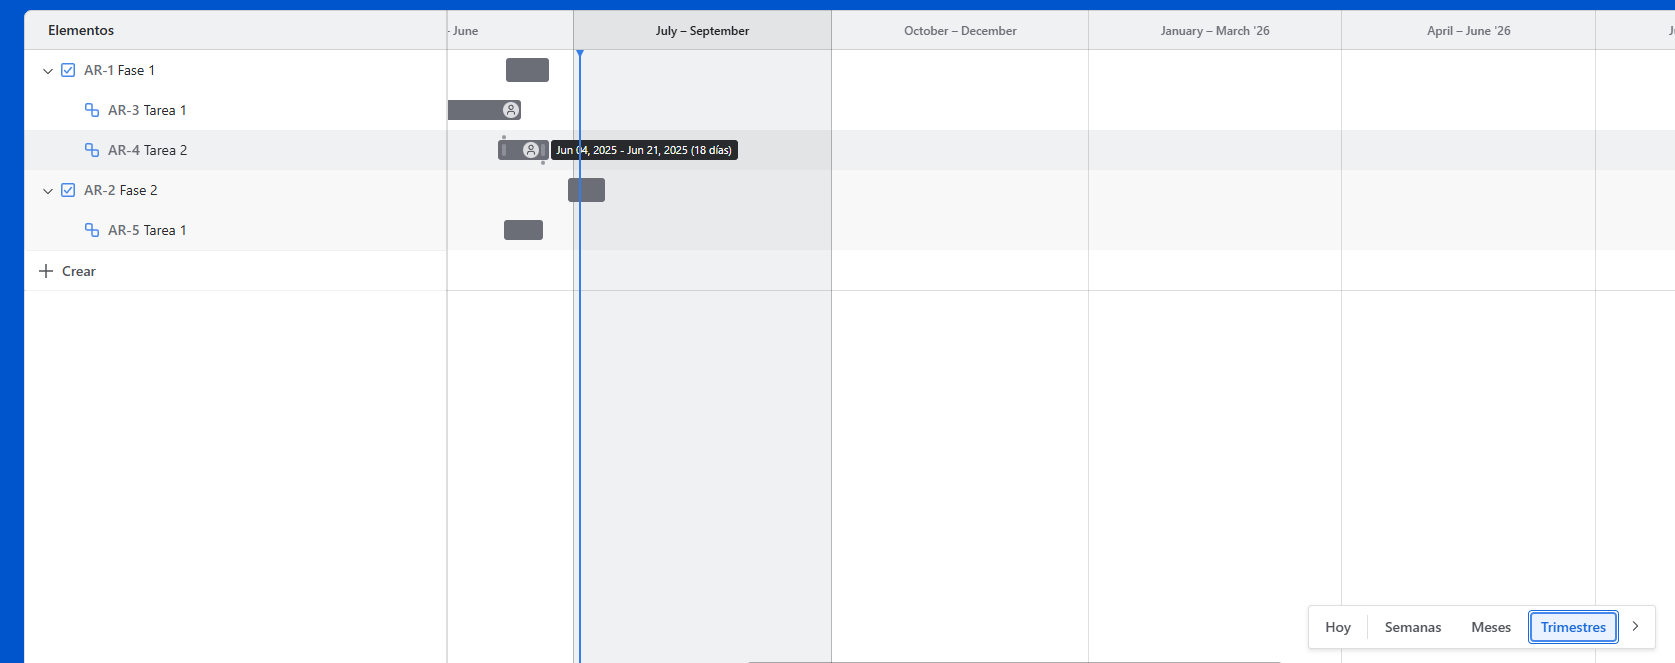 Elementos
- June
July – September
October – December
January – March '26
April – June '26
AR-1 Fase 1
AR-3 Tarea 1
AR-4 Tarea 2
Jun 04, 2025 - Jun 21, 2025 (18 días)
AR-2 Fase 2
AR-5 Tarea 1
Crear
Hoy
Semanas
Meses
Trimestres